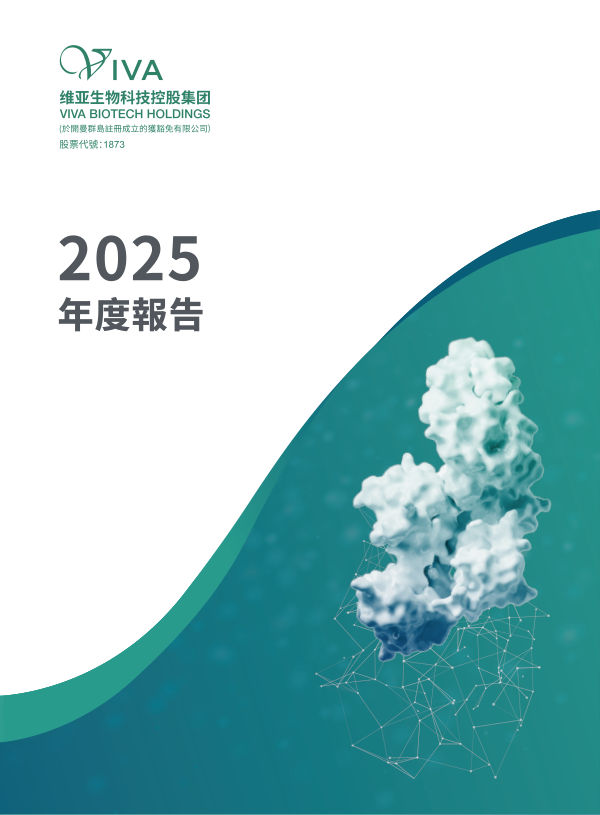 VIVA
维亚生物科技控股集团
VIVA BIOTECH HOLDINGS
(於開曼群島註冊成立的獲豁免有限公司)
股票代號：1873
2025
年度報告